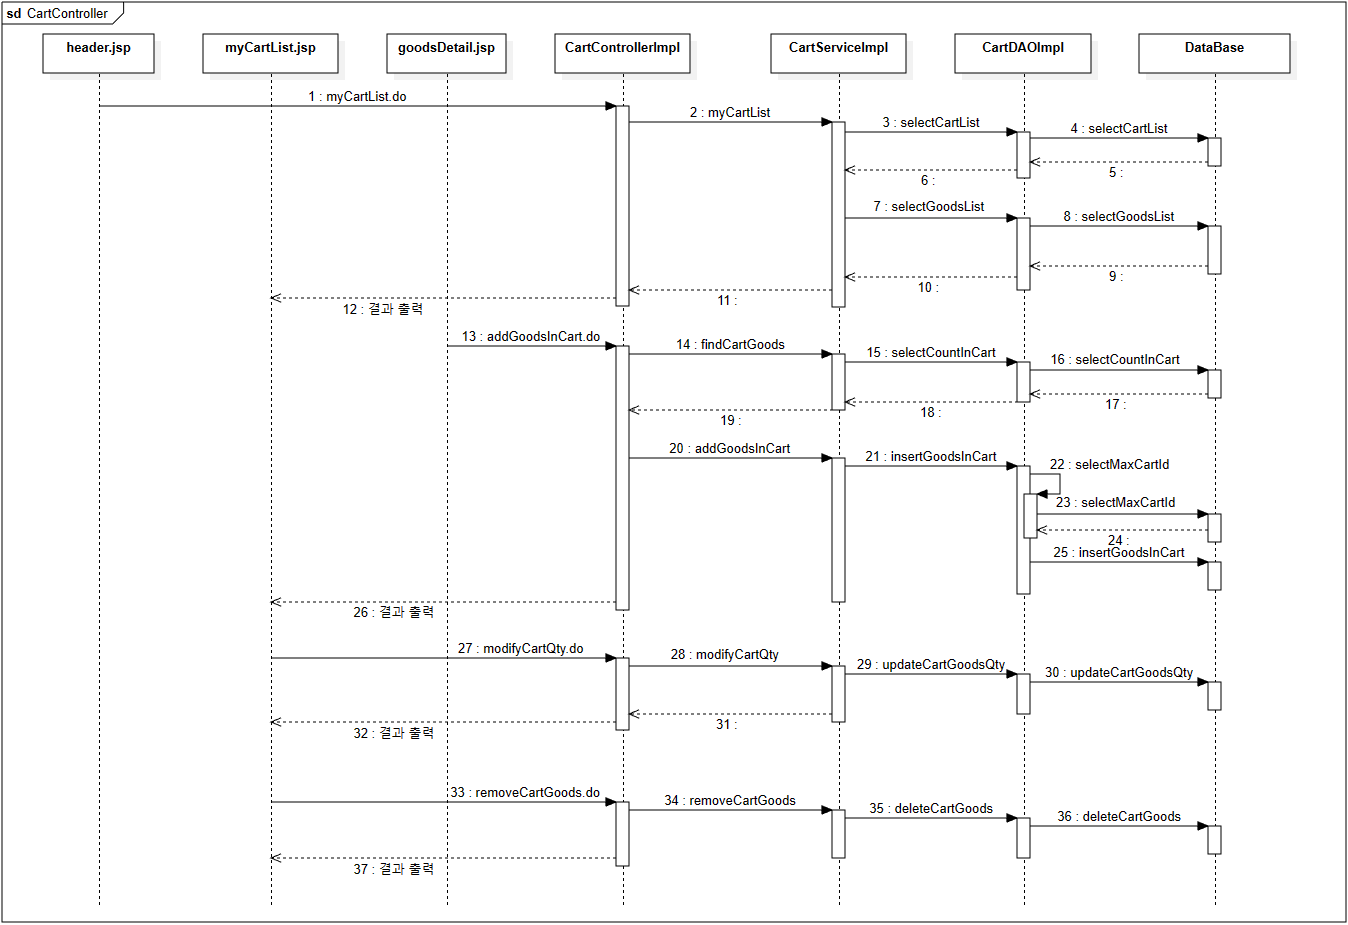 sd CartController
header.jsp
myCartList.jsp
goodsDetail.jsp
CartControllerImpl
CartServiceImpl
CartDAOImpl
DataBase
1 : myCartList.do
2 : myCartList
3 : selectCartList
4 : selectCartList
5 :
6 :
7 : selectGoodsList
8 : selectGoodsList
9 :
10 :
11 :
12 : 결과 출력
13 : addGoodsInCart.do
14 : findCartGoods
15 : selectCountInCart
16 : selectCountInCart
17 :
18 :
19 :
20 : addGoodsInCart
21 : insertGoodsInCart
22 : selectMaxCartId
23 : selectMaxCartId
24 :
25 : insertGoodsInCart
26 : 결과 출력
27 : modifyCartQty.do
28 : modifyCartQty
29 : updateCartGoodsQty
30 : updateCartGoodsQty
31 :
32 : 결과 출력
33 : removeCartGoods.do
34 : removeCartGoods
35 : deleteCartGoods
36 : deleteCartGoods
37 : 결과 출력